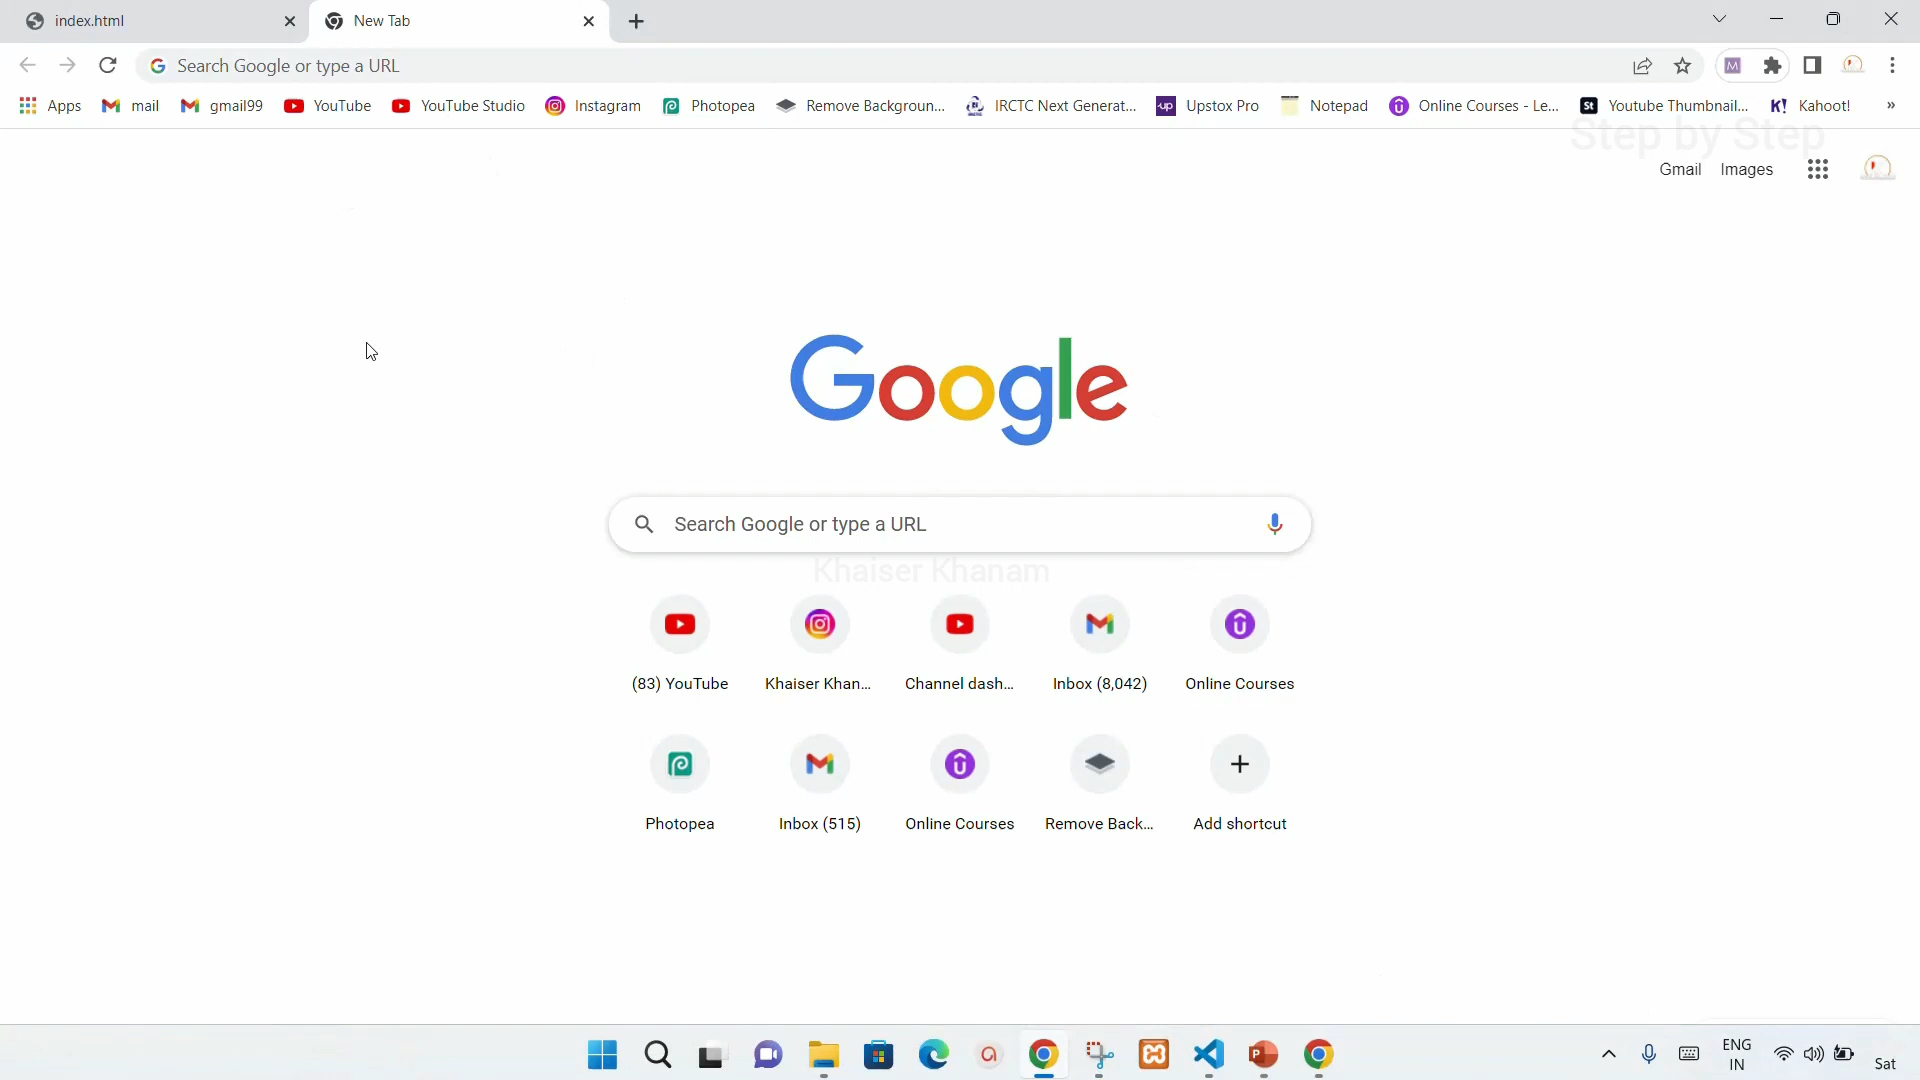 index.html
New Tab
Search Google or type a URL
Apps mail gmail99 YouTube YouTube Studio Instagram Photopea Remove Backgroun... IRCTC Next Generat... up Upstox Pro Notepad Online Courses - Le... St Youtube Thumbnail... K! Kahoot! »
Step by Step
Gmail Images
Google
Search Google or type a URL
Khaiser Khanam
(83) YouTube Khaiser Khan... Channel dash... Inbox (8,042) Online Courses
Photopea Inbox (515) Online Courses Remove Back... Add shortcut
ENG
IN
Sat